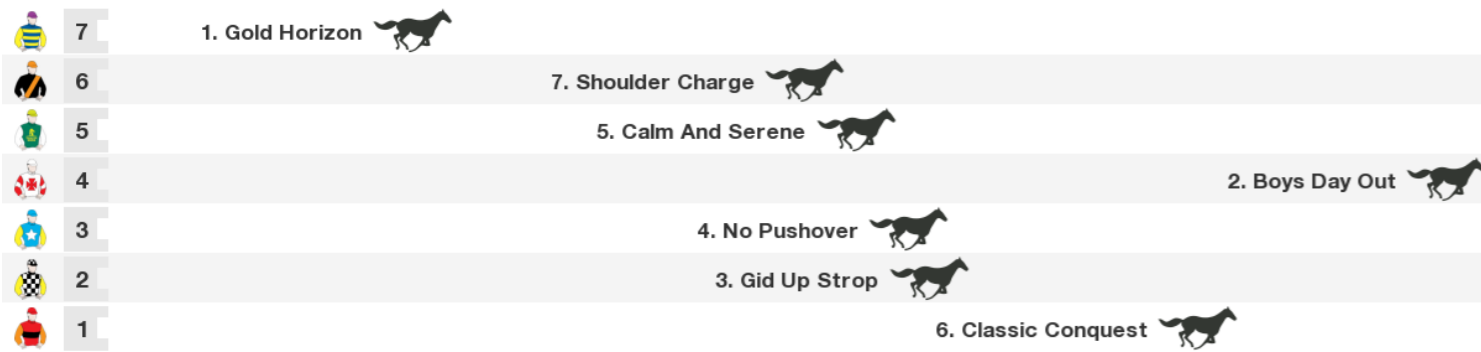 7 1. Gold Horizon
6 7. Shoulder Charge
5 5. Calm And Serene
4 2. Boys Day Out
3 4. No Pushover
2 3. Gid Up Strop
1 6. Classic Conquest